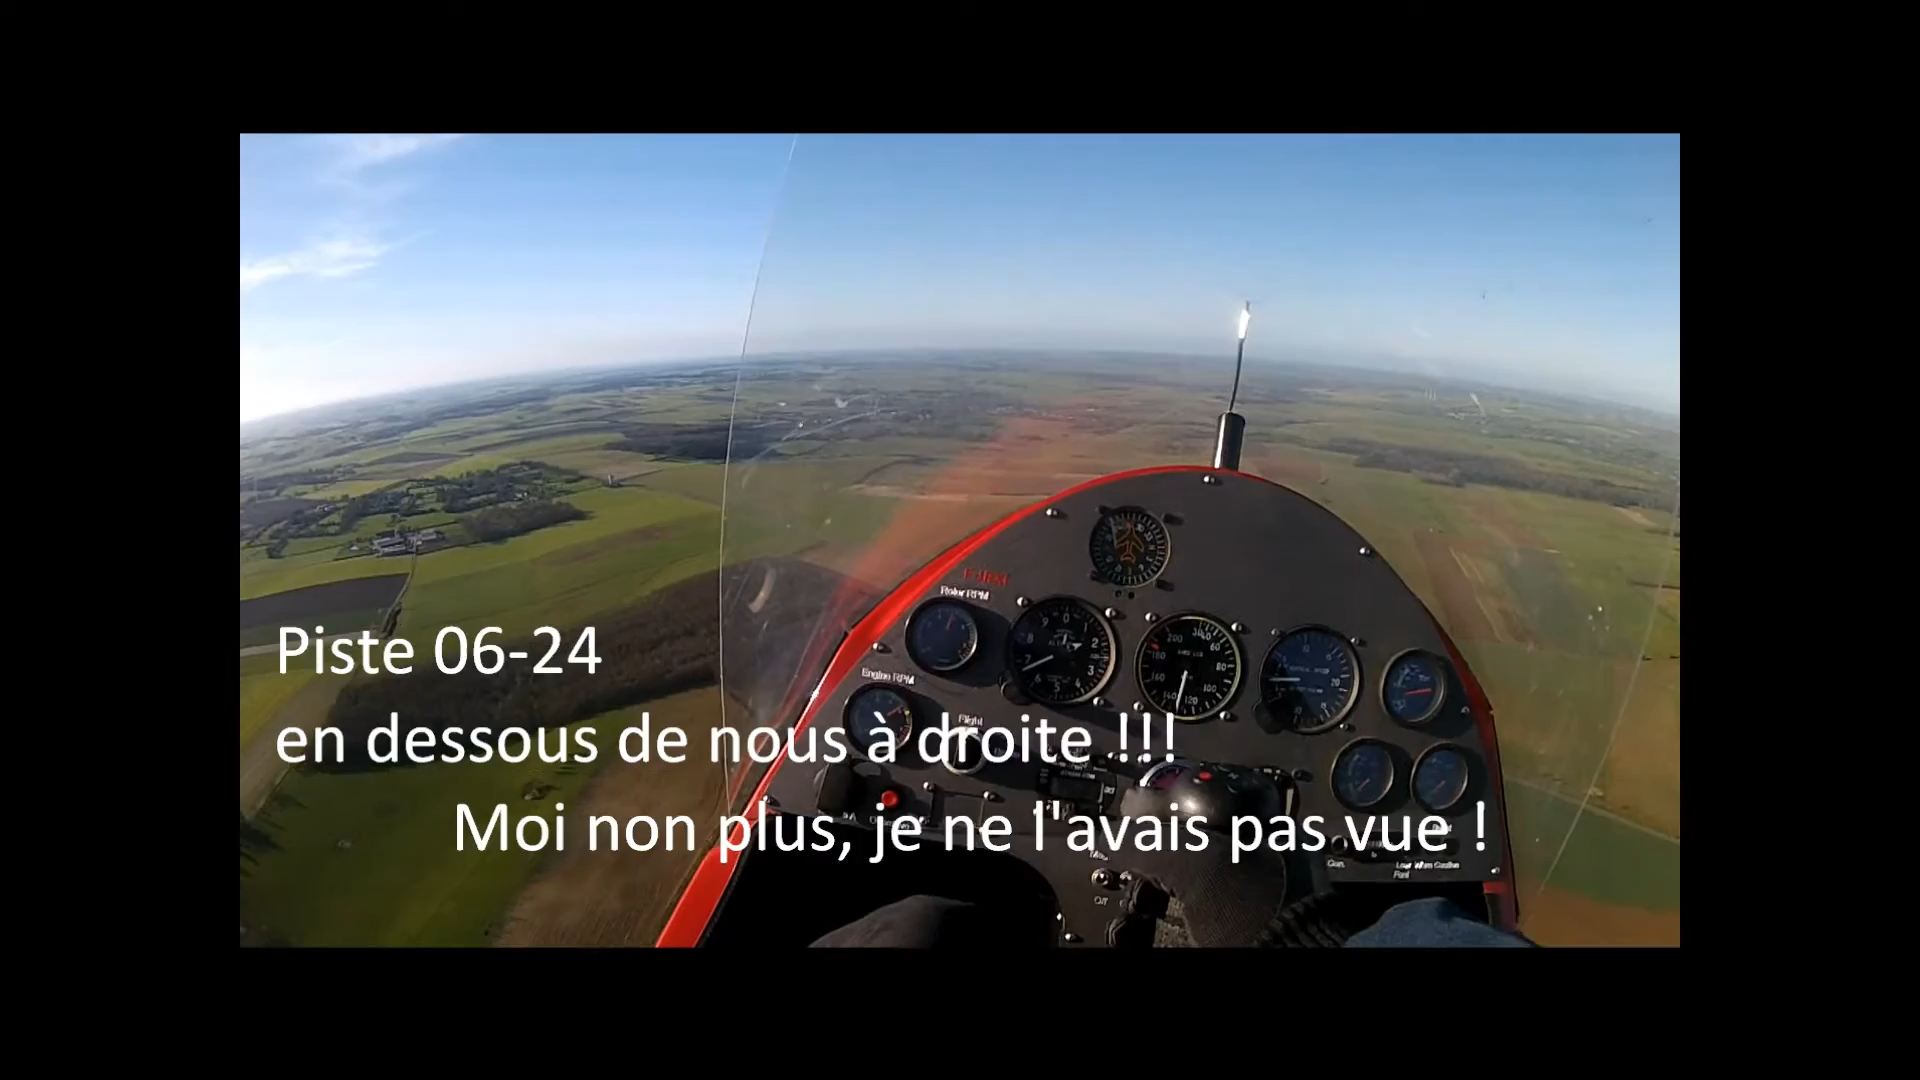 Piste 06-24
en dessous de nous à droite !!!
Moi non plus, je ne l'avais pas vue !
Rotor RPM
Engine RPM
Flight